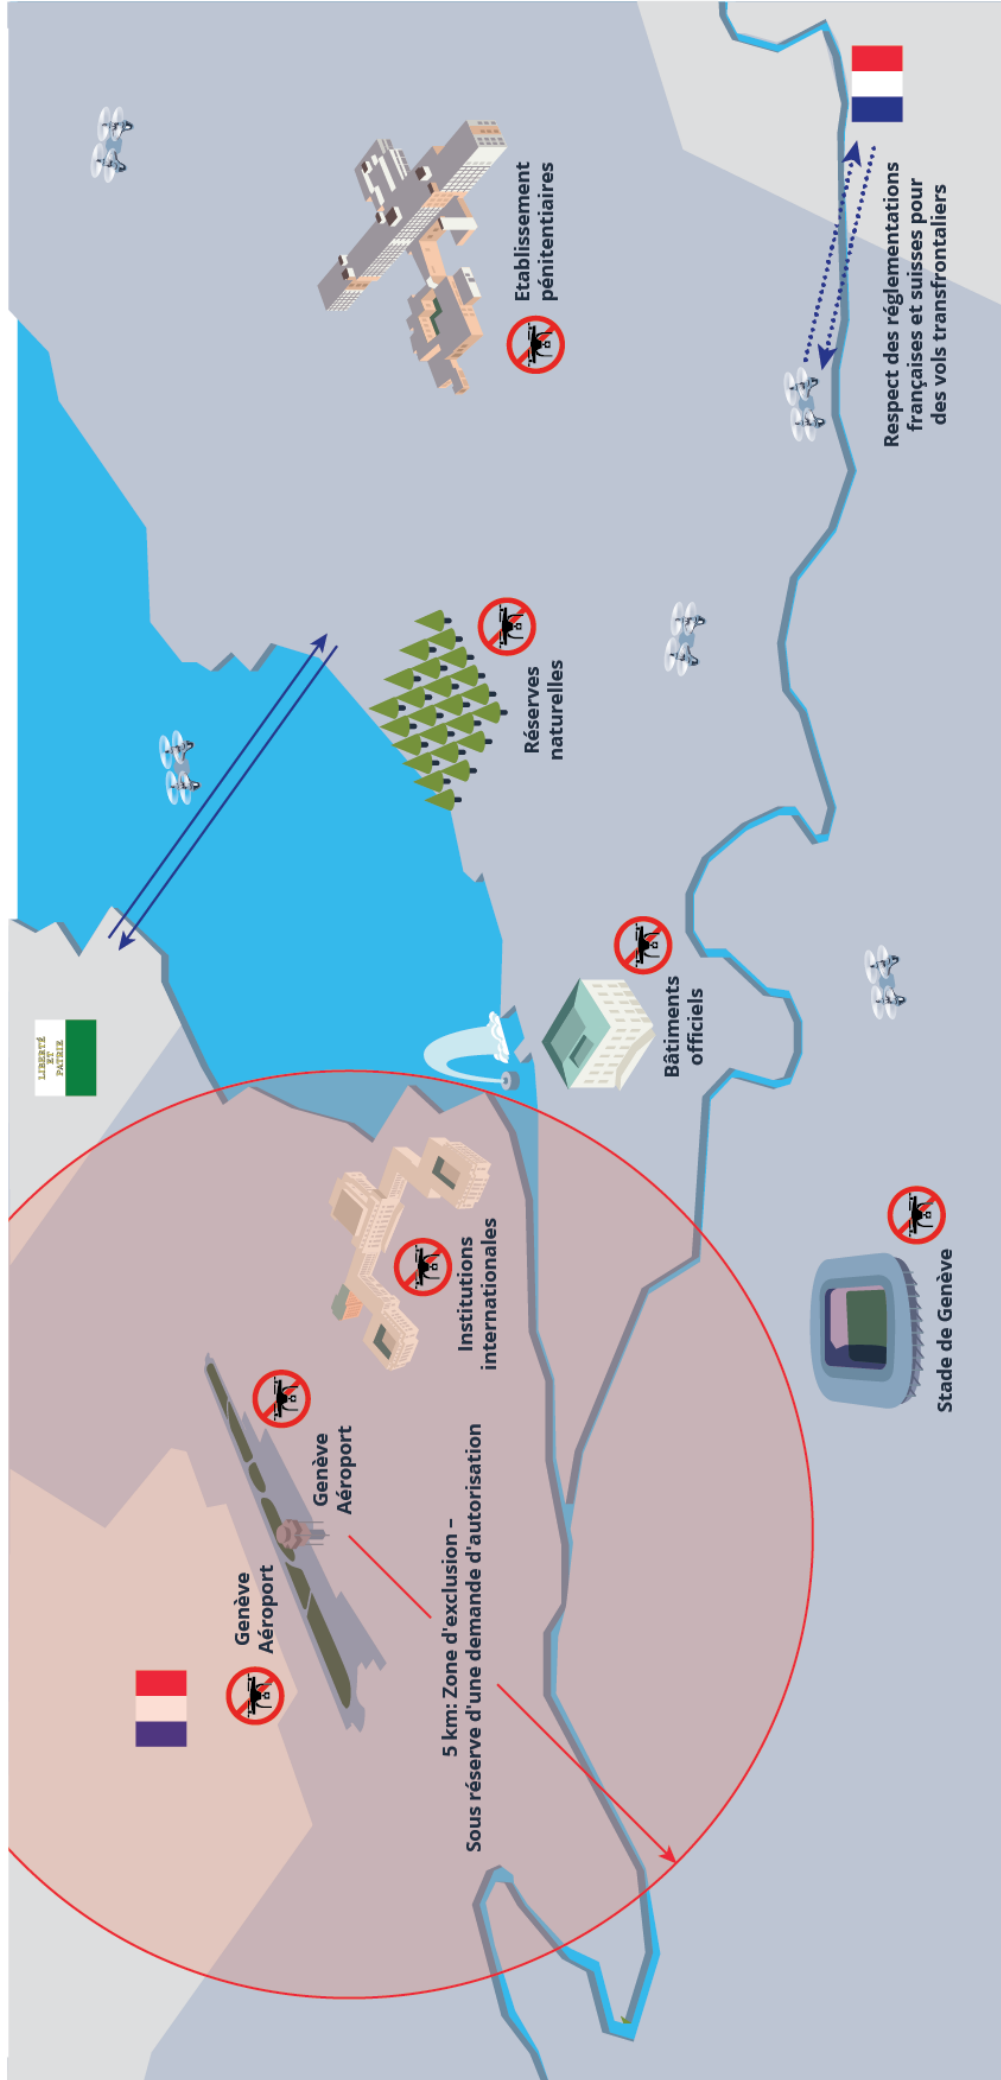 LIBERTÉ
ET
PATRIE
Genève
Aéroport
Genève
Aéroport
5 km: Zone d'exclusion –
Sous réserve d'une demande d'autorisation
Institutions
internationales
Réserves
naturelles
Etablissement
pénitentiaires
Bâtiments
officiels
Stade de Genève
Respect des réglementations
françaises et suisses pour
des vols transfrontaliers